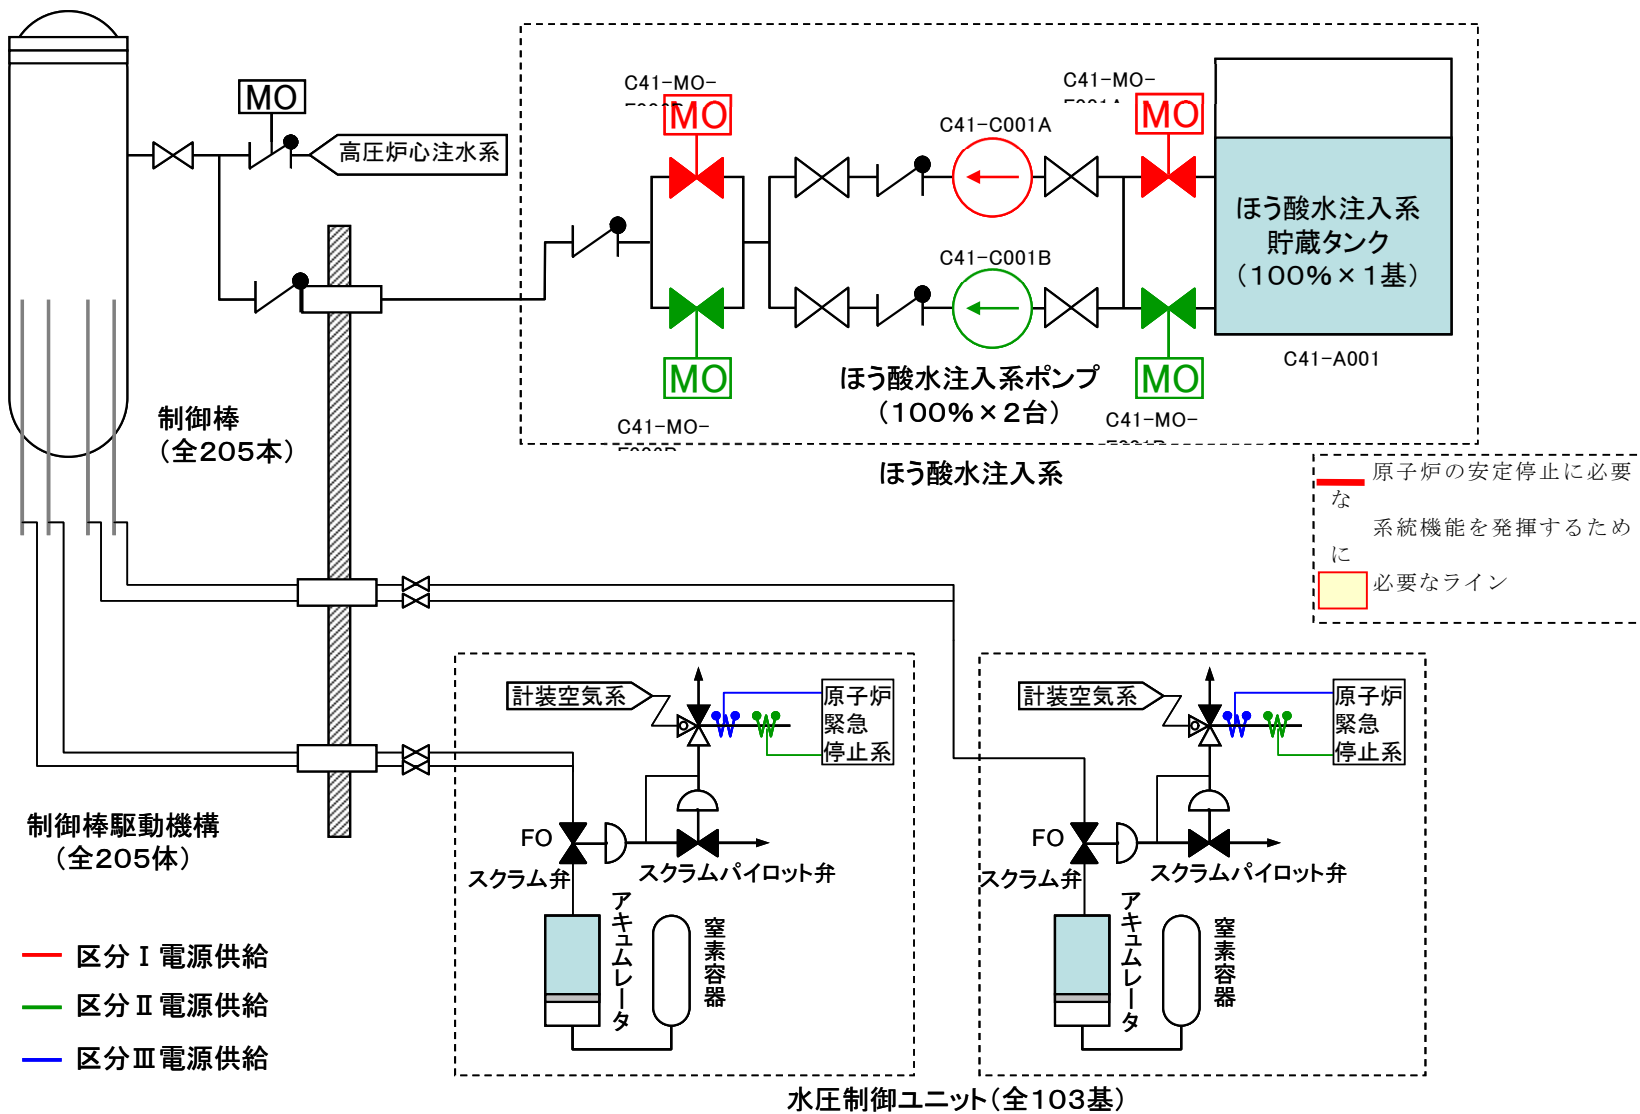 MO
高圧炉心注水系
C41-MO-
MO
C41-C001A
C41-MO-
MO
ほう酸水注入系
貯蔵タンク
(100%×1基)
C41-C001B
MO
MO
C41-A001
ほう酸水注入系ポンプ
(100%×2台)
C41-MO-
C41-MO-
ほう酸水注入系
制御棒
(全205本)
原子炉の安定停止に必要
な
系統機能を発揮するため
に
必要なライン
計装空気系
原子炉
緊急
停止系
FO
スクラム弁
スクラムパイロット弁
アキュムレータ
窒素容器
計装空気系
原子炉
緊急
停止系
FO
スクラム弁
スクラムパイロット弁
アキュムレータ
窒素容器
制御棒駆動機構
(全205体)
区分Ⅰ電源供給
区分Ⅱ電源供給
区分Ⅲ電源供給
水圧制御ユニット(全103基)